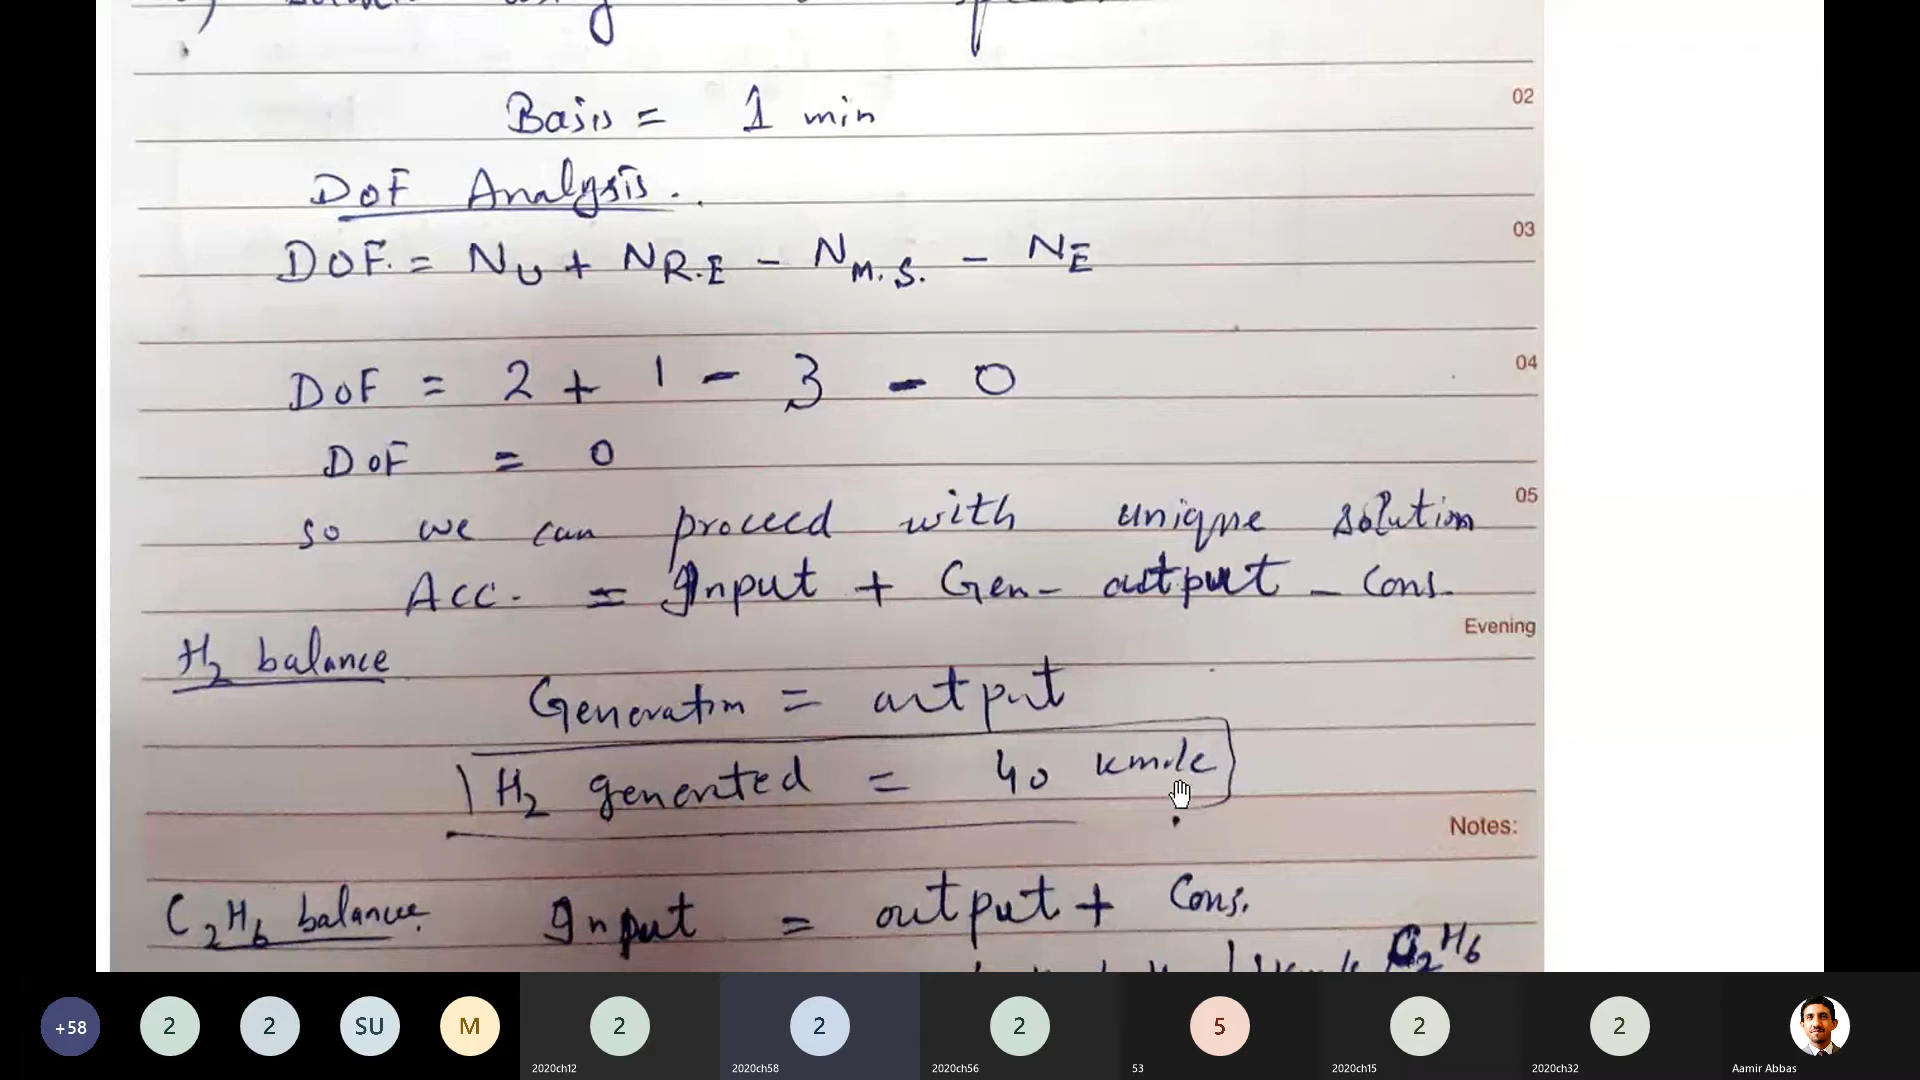 Basis = 1 min
02
DOF Analysis.
DOF. = NU + NR.E - NM.S. - NE
03
DOF = 2 + 1 - 3 - 0
04
DOF = 0
so we can proceed with unique solution
05
Acc. = Input + Gen - output - Cons.
Evening
H2 balance
Generation = output
H2 generated = 40 kmole
Notes:
C2H6 balance. Input = output + Cons.
C2H6
+58 2 2 SU M 2 2 2 5 2 2
2020ch12 2020ch58 2020ch56 53 2020ch15 2020ch32 Aamir Abbas